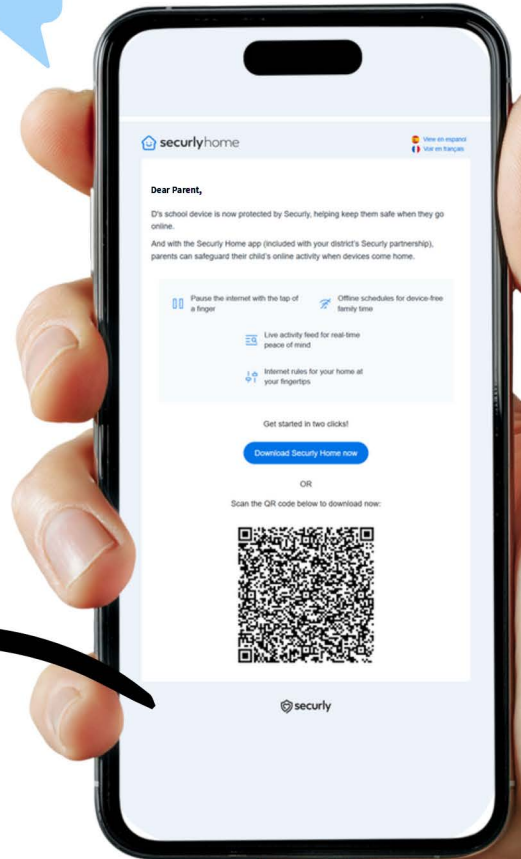 securlyhome
View en espanol
Voir en français
Dear Parent,
D's school device is now protected by Securly, helping keep them safe when they go
online.
And with the Securly Home app (included with your district's Securly partnership),
parents can safeguard their child's online activity when devices come home.
Pause the internet with the tap of
a finger
Offline schedules for device-free
family time
Live activity feed for real-time
peace of mind
Internet rules for your home at
your fingertips
Get started in two clicks!
Download Securly Home now
OR
Scan the QR code below to download now:
securly